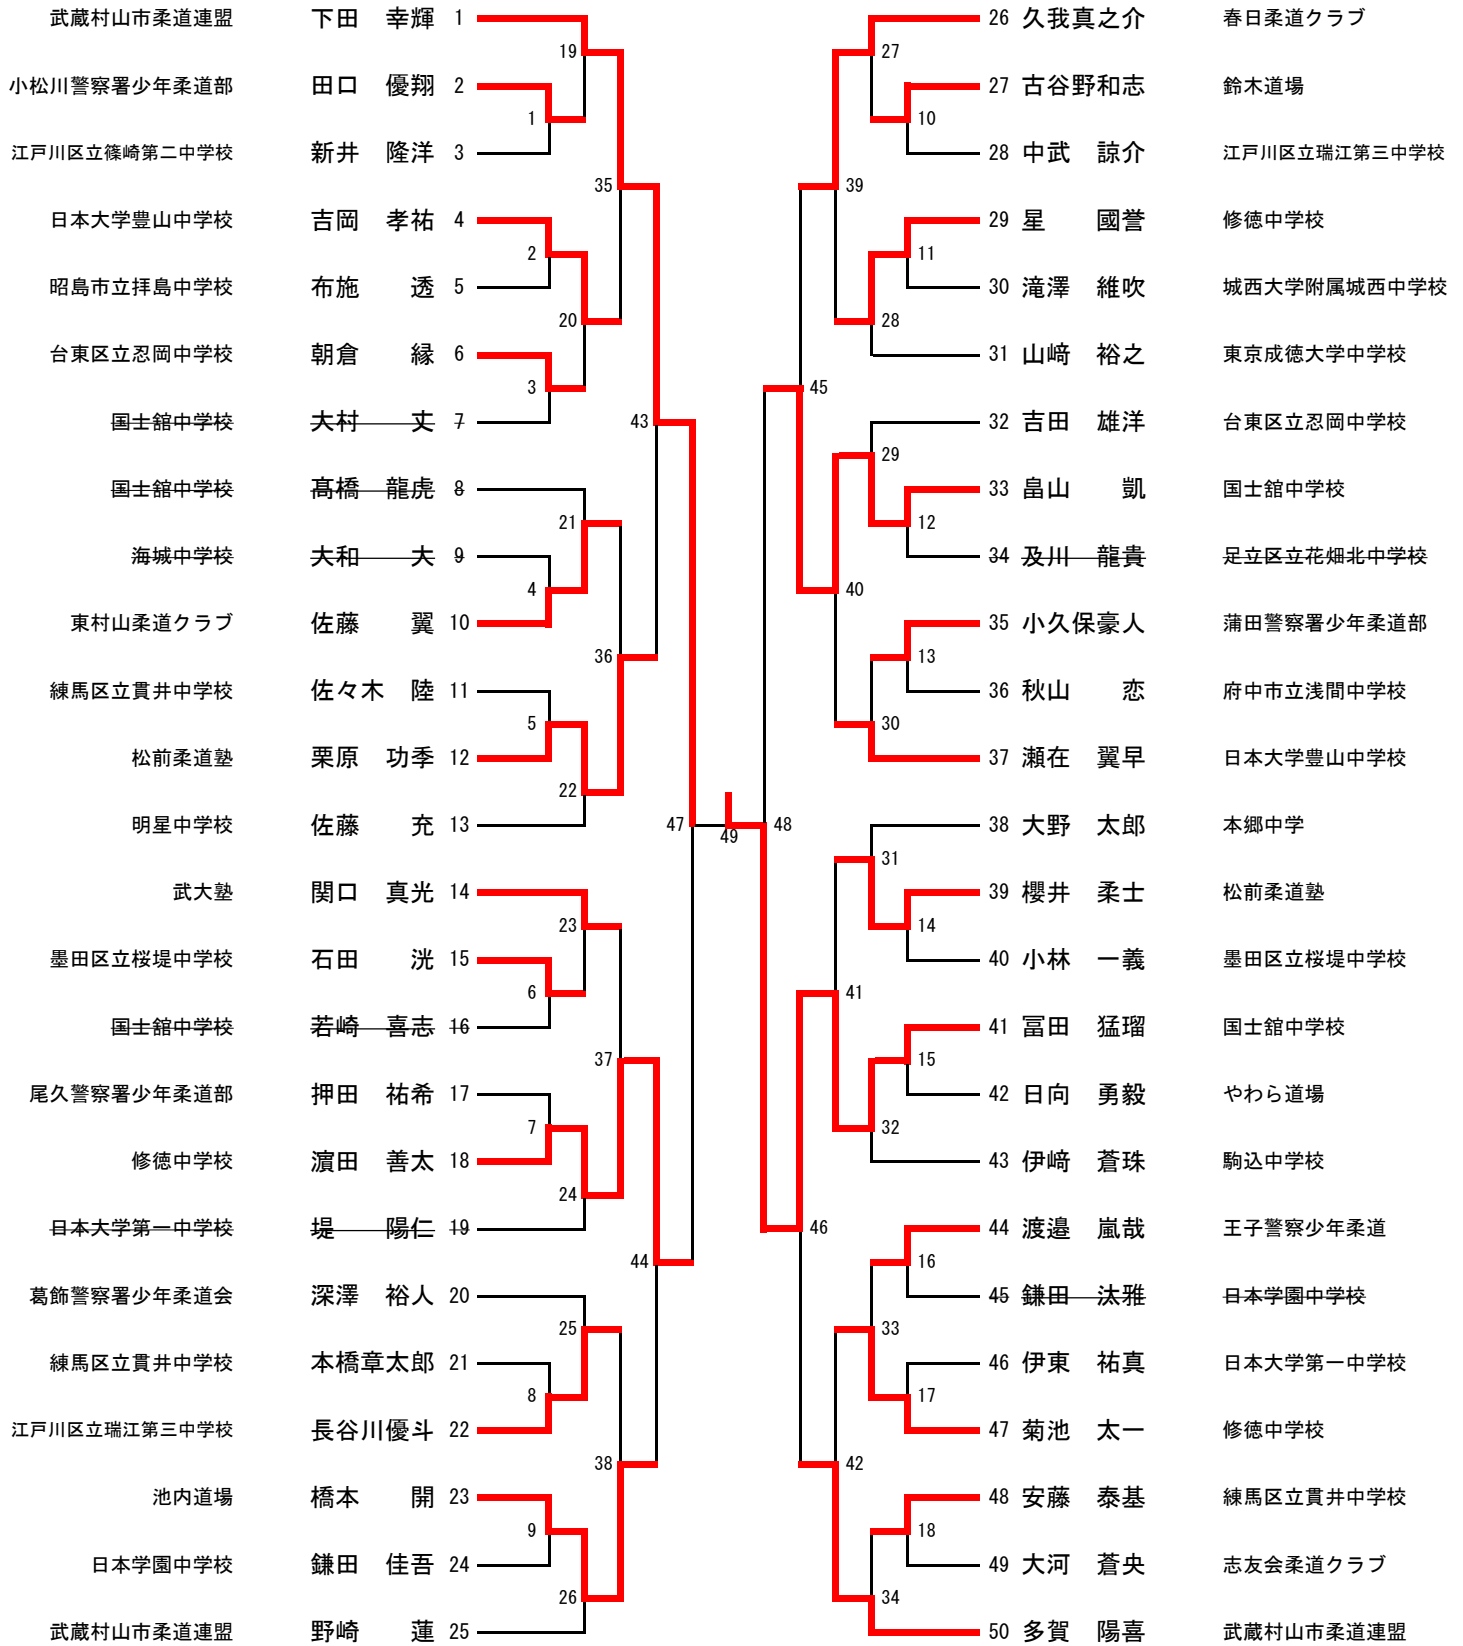 武蔵村山市柔道連盟 下田 幸輝 1
小松川警察署少年柔道部 田口 優翔 2
江戸川区立篠崎第二中学校 新井 隆洋 3
日本大学豊山中学校 吉岡 孝祐 4
昭島市立拝島中学校 布施 透 5
台東区立忍岡中学校 朝倉 縁 6
国士舘中学校 大村 丈 7
国士舘中学校 髙橋 龍虎 8
海城中学校 大和 大 9
東村山柔道クラブ 佐藤 翼 10
練馬区立貫井中学校 佐々木 陸 11
松前柔道塾 栗原 功季 12
明星中学校 佐藤 充 13
武大塾 関口 真光 14
墨田区立桜堤中学校 石田 洸 15
国士舘中学校 若崎 喜志 16
尾久警察署少年柔道部 押田 祐希 17
修徳中学校 濵田 善太 18
日本大学第一中学校 堤 陽仁 19
葛飾警察署少年柔道会 深澤 裕人 20
練馬区立貫井中学校 本橋章太郎 21
江戸川区立瑞江第三中学校 長谷川優斗 22
池内道場 橋本 開 23
日本学園中学校 鎌田 佳吾 24
武蔵村山市柔道連盟 野崎 蓮 25
19
1
35
2
20
3
43
21
4
36
5
22
47
23
6
37
7
24
44
25
8
38
9
26
49
26 久我真之介 春日柔道クラブ
27 古谷野和志 鈴木道場
28 中武 諒介 江戸川区立瑞江第三中学校
29 星 國誉 修徳中学校
30 滝澤 維吹 城西大学附属城西中学校
31 山﨑 裕之 東京成徳大学中学校
32 吉田 雄洋 台東区立忍岡中学校
33 畠山 凱 国士舘中学校
34 及川 龍貴 足立区立花畑北中学校
35 小久保豪人 蒲田警察署少年柔道部
36 秋山 恋 府中市立浅間中学校
37 瀬在 翼早 日本大学豊山中学校
38 大野 太郎 本郷中学
39 櫻井 柔士 松前柔道塾
40 小林 一義 墨田区立桜堤中学校
41 冨田 猛瑠 国士舘中学校
42 日向 勇毅 やわら道場
43 伊﨑 蒼珠 駒込中学校
44 渡邉 嵐哉 王子警察少年柔道
45 鎌田 汰雅 日本学園中学校
46 伊東 祐真 日本大学第一中学校
47 菊池 太一 修徳中学校
48 安藤 泰基 練馬区立貫井中学校
49 大河 蒼央 志友会柔道クラブ
50 多賀 陽喜 武蔵村山市柔道連盟
27
10
39
11
28
45
29
12
40
13
30
48
31
14
41
15
32
46
16
33
17
42
18
34